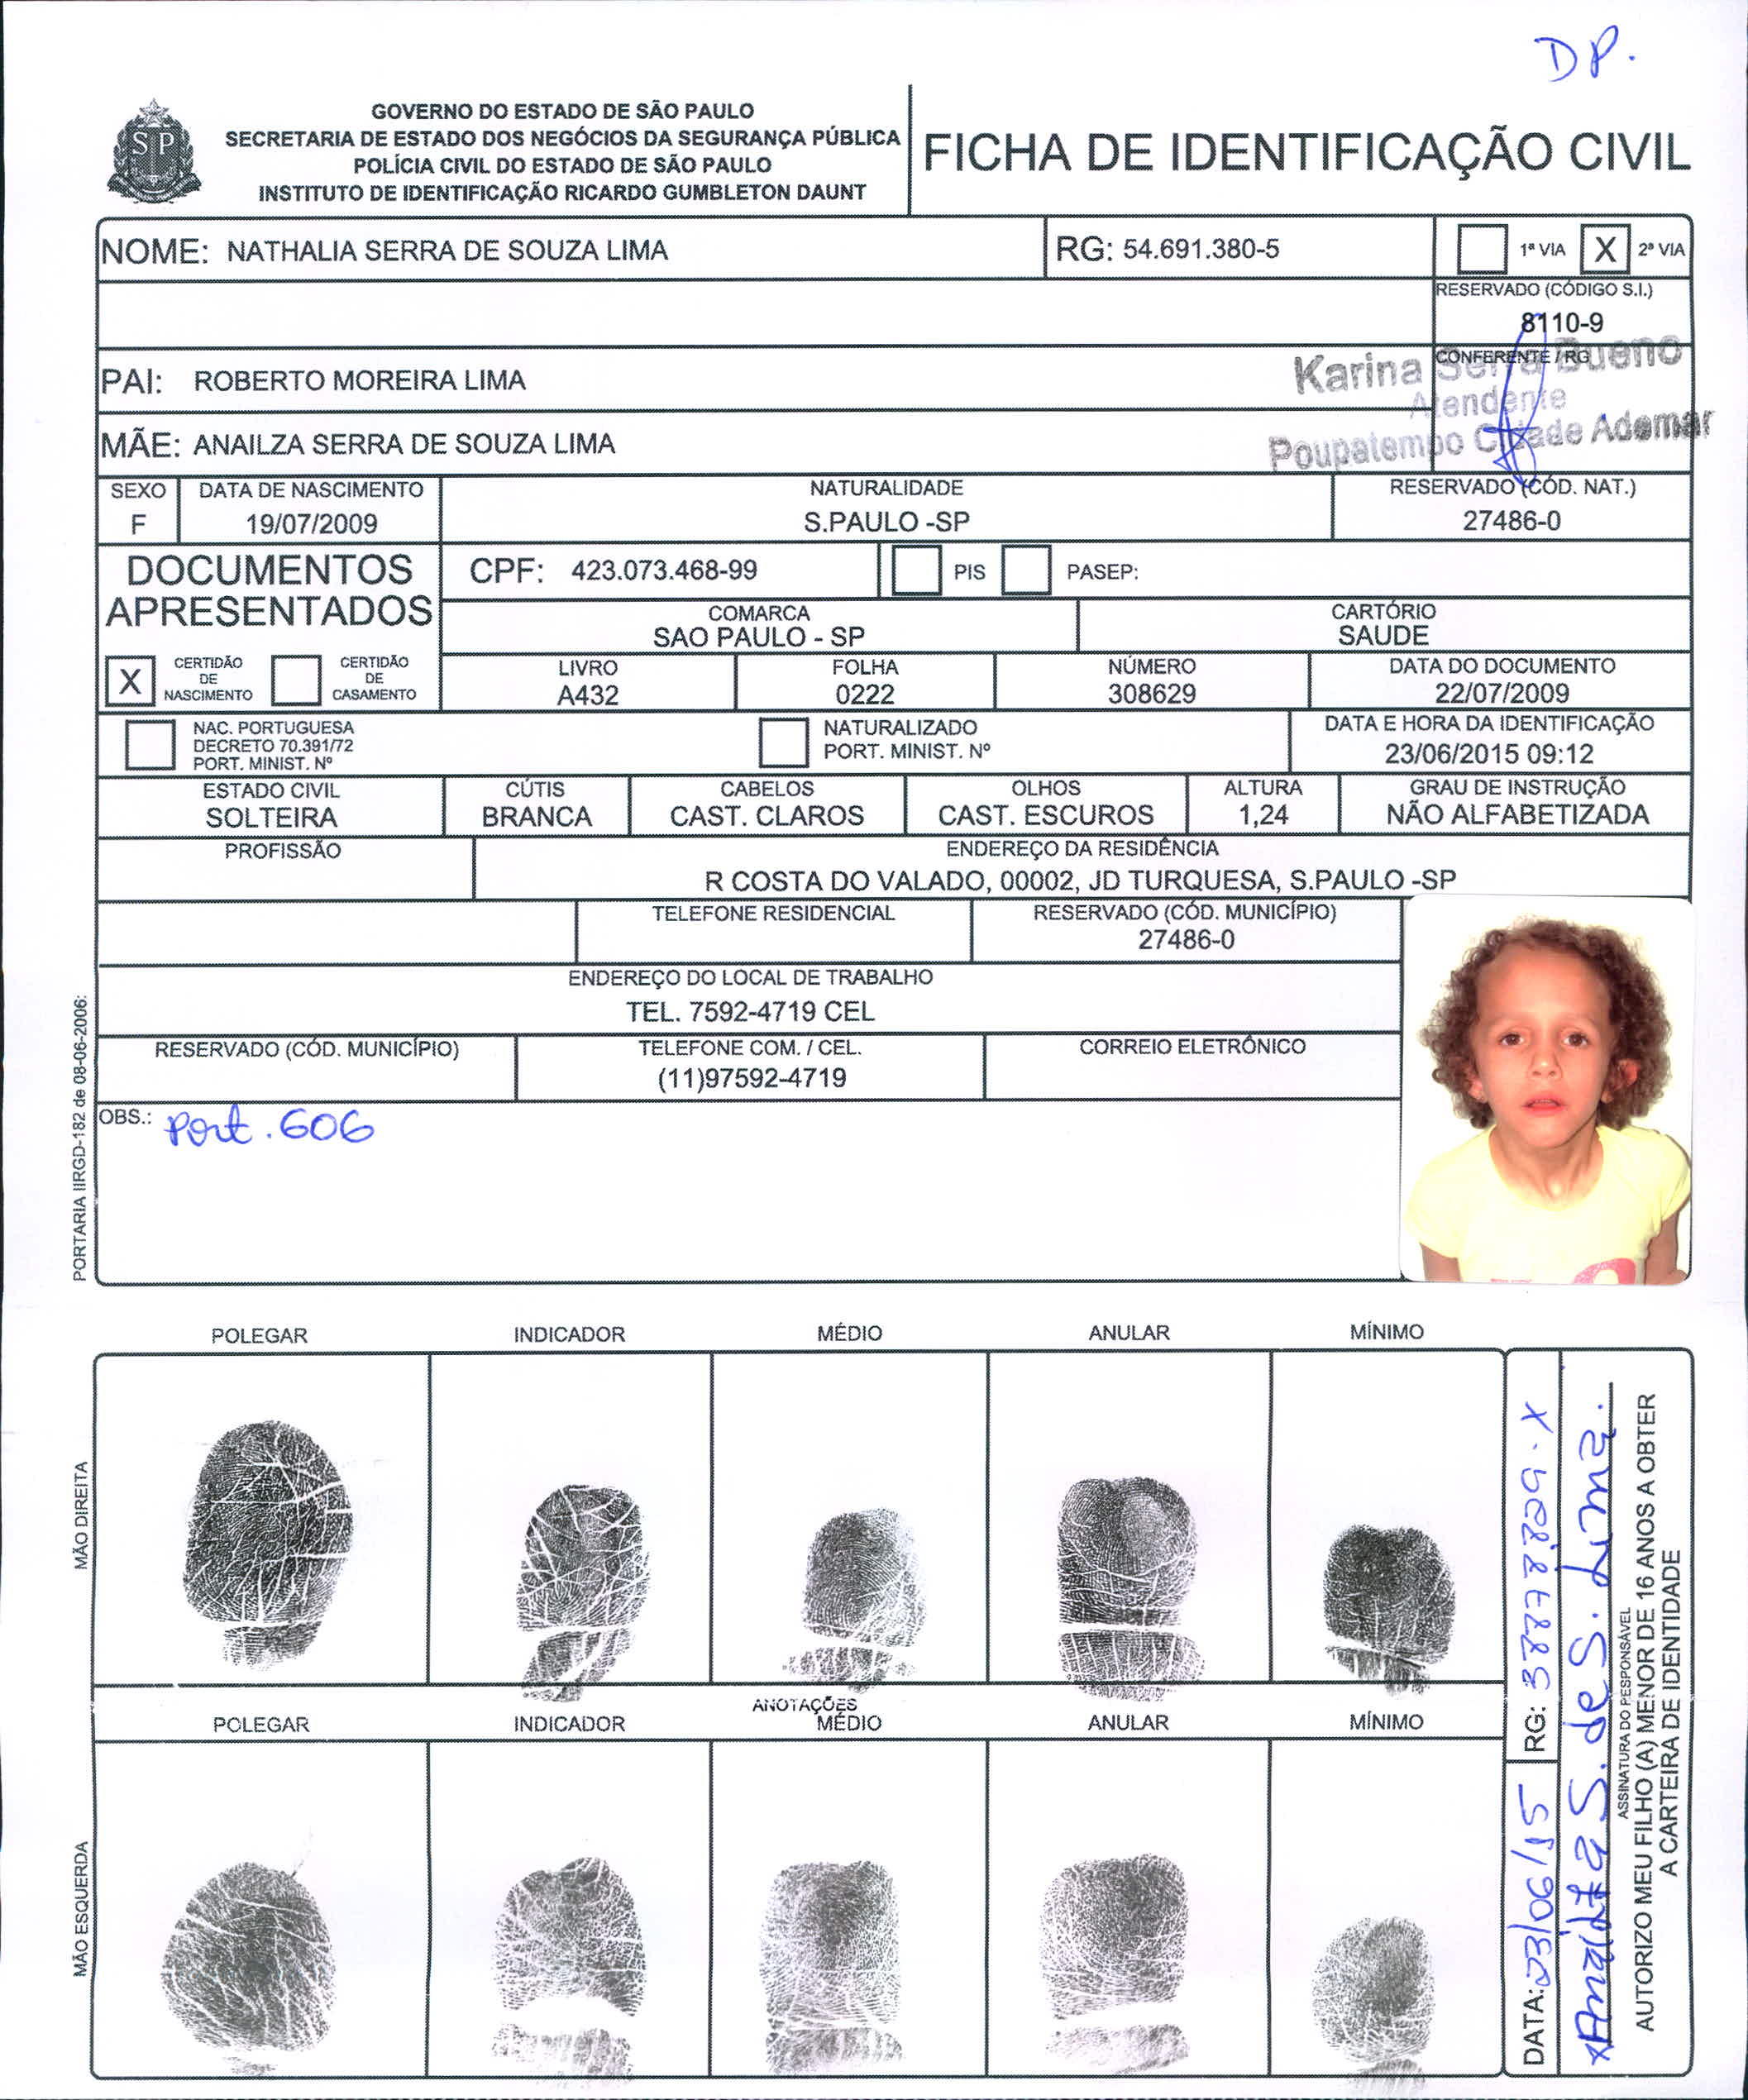 DP.
GOVERNO DO ESTADO DE SÃO PAULO
SECRETARIA DE ESTADO DOS NEGÓCIOS DA SEGURANÇA PÚBLICA
POLÍCIA CIVIL DO ESTADO DE SÃO PAULO
INSTITUTO DE IDENTIFICAÇÃO RICARDO GUMBLETON DAUNT
SP
FICHA DE IDENTIFICAÇÃO CIVIL
NOME: NATHALIA SERRA DE SOUZA LIMA
RG: 54.691.380-5
1ª VIA X 2ª VIA
RESERVADO (CÓDIGO S.I.)
8110-9
PAI: ROBERTO MOREIRA LIMA
CONFERENTE / RG
Karina Serra Bueno
Atendente
Poupatempo Cidade Ademar
MÃE: ANAILZA SERRA DE SOUZA LIMA
SEXO
F
DATA DE NASCIMENTO
19/07/2009
NATURALIDADE
S.PAULO -SP
RESERVADO (CÓD. NAT.)
27486-0
DOCUMENTOS
APRESENTADOS
CPF: 423.073.468-99
PIS
PASEP:
COMARCA
SAO PAULO - SP
CARTÓRIO
SAUDE
X CERTIDÃO
DE
NASCIMENTO
CERTIDÃO
DE
CASAMENTO
LIVRO
A432
FOLHA
0222
NÚMERO
308629
DATA DO DOCUMENTO
22/07/2009
NAC. PORTUGUESA
DECRETO 70.391/72
PORT. MINIST. Nº
NATURALIZADO
PORT. MINIST. Nº
DATA E HORA DA IDENTIFICAÇÃO
23/06/2015 09:12
ESTADO CIVIL
SOLTEIRA
CÚTIS
BRANCA
CABELOS
CAST. CLAROS
OLHOS
CAST. ESCUROS
ALTURA
1,24
GRAU DE INSTRUÇÃO
NÃO ALFABETIZADA
PROFISSÃO
ENDEREÇO DA RESIDÊNCIA
R COSTA DO VALADO, 00002, JD TURQUESA, S.PAULO -SP
TELEFONE RESIDENCIAL
RESERVADO (CÓD. MUNICÍPIO)
27486-0
ENDEREÇO DO LOCAL DE TRABALHO
TEL. 7592-4719 CEL
RESERVADO (CÓD. MUNICÍPIO)
TELEFONE COM. / CEL.
(11)97592-4719
CORREIO ELETRÔNICO
OBS.: Port. 606
PORTARIA IIRGD-182 de 08-06-2006:
POLEGAR
INDICADOR
MÉDIO
ANULAR
MÍNIMO
MÃO DIREITA
ANOTAÇÕES
POLEGAR
INDICADOR
MÉDIO
ANULAR
MÍNIMO
MÃO ESQUERDA
DATA: 23/06/15
RG:
Anailza S. de S. Lima.
ASSINATURA DO RESPONSÁVEL
AUTORIZO MEU FILHO (A) MENOR DE 16 ANOS A OBTER
A CARTEIRA DE IDENTIDADE